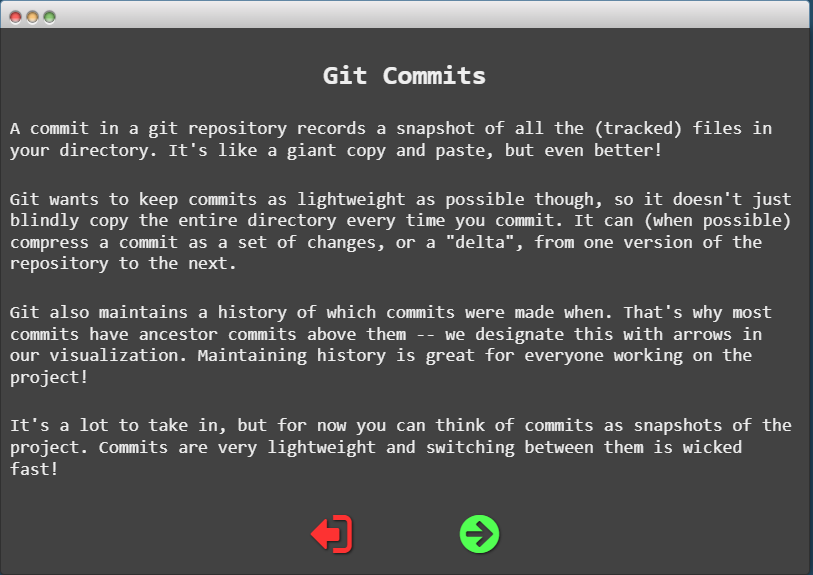 Git Commits
A commit in a git repository records a snapshot of all the (tracked) files in
your directory. It's like a giant copy and paste, but even better!
Git wants to keep commits as lightweight as possible though, so it doesn't just
blindly copy the entire directory every time you commit. It can (when possible)
compress a commit as a set of changes, or a "delta", from one version of the
repository to the next.
Git also maintains a history of which commits were made when. That's why most
commits have ancestor commits above them -- we designate this with arrows in
our visualization. Maintaining history is great for everyone working on the
project!
It's a lot to take in, but for now you can think of commits as snapshots of the
project. Commits are very lightweight and switching between them is wicked
fast!